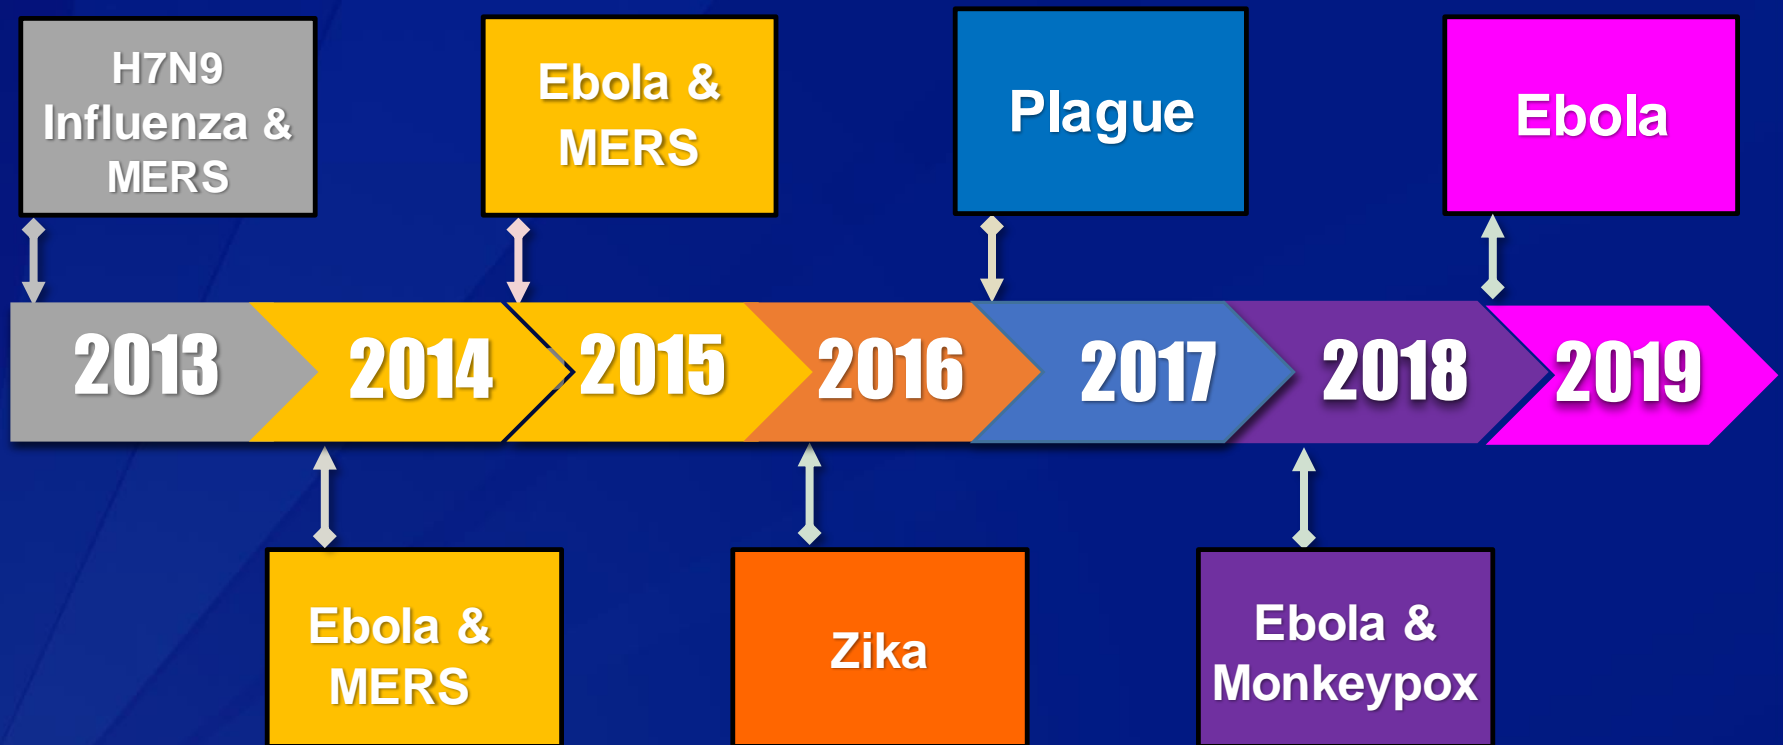 H7N9
Influenza &
MERS
Ebola &
MERS
Plague
Ebola
2013
2014
2015
2016
2017
2018
2019
Ebola &
MERS
Zika
Ebola &
Monkeypox